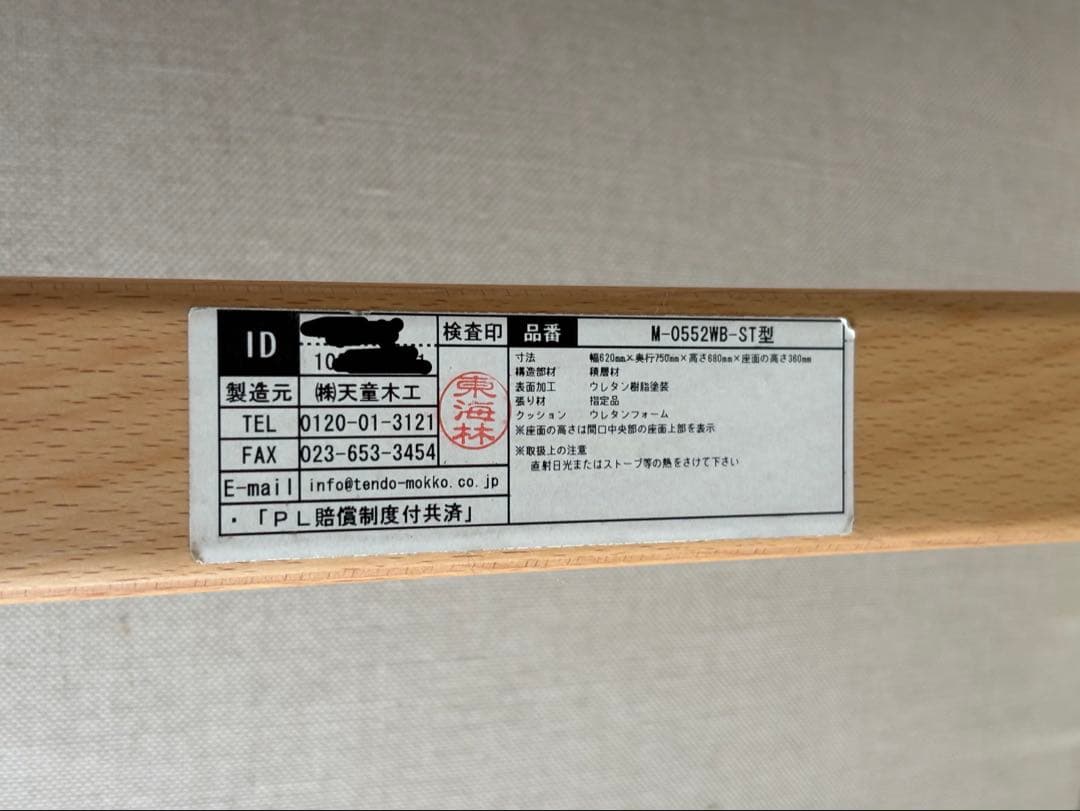 ID
10
検査印
製造元 ㈱天童木工
TEL 0120-01-3121
FAX 023-653-3454
E-mail info@tendo-mokko.co.jp
・「PL賠償制度付共済」
東海林
品番 M-0552WB-ST型
寸法 幅620mm×奥行750mm×高さ680mm×座面の高さ360mm
構造部材 積層材
表面加工 ウレタン樹脂塗装
張り材 指定品
クッション ウレタンフォーム
※座面の高さは間口中央部の座面上部を表示
※取扱上の注意
直射日光またはストーブ等の熱をさけて下さい